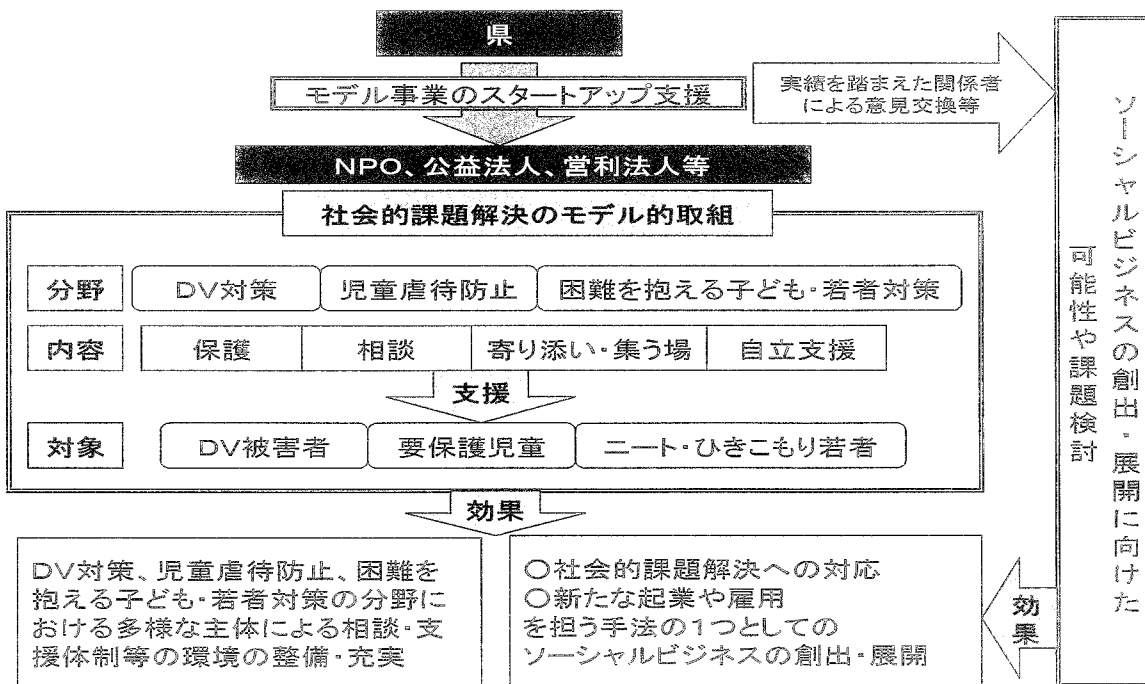 県
モデル事業のスタートアップ支援
実績を踏まえた関係者
による意見交換等
NPO、公益法人、営利法人等
社会的課題解決のモデル的取組
分野
DV対策
児童虐待防止
困難を抱える子ども・若者対策
内容
保護
相談
寄り添い・集う場
自立支援
支援
対象
DV被害者
要保護児童
ニート・ひきこもり若者
効果
DV対策、児童虐待防止、困難を
抱える子ども・若者対策の分野に
おける多様な主体による相談・支
援体制等の環境の整備・充実
○社会的課題解決への対応
○新たな起業や雇用
を担う手法の1つとしての
ソーシャルビジネスの創出・展開
効果
ソーシャルビジネスの創出・展開に向けた
可能性や課題検討